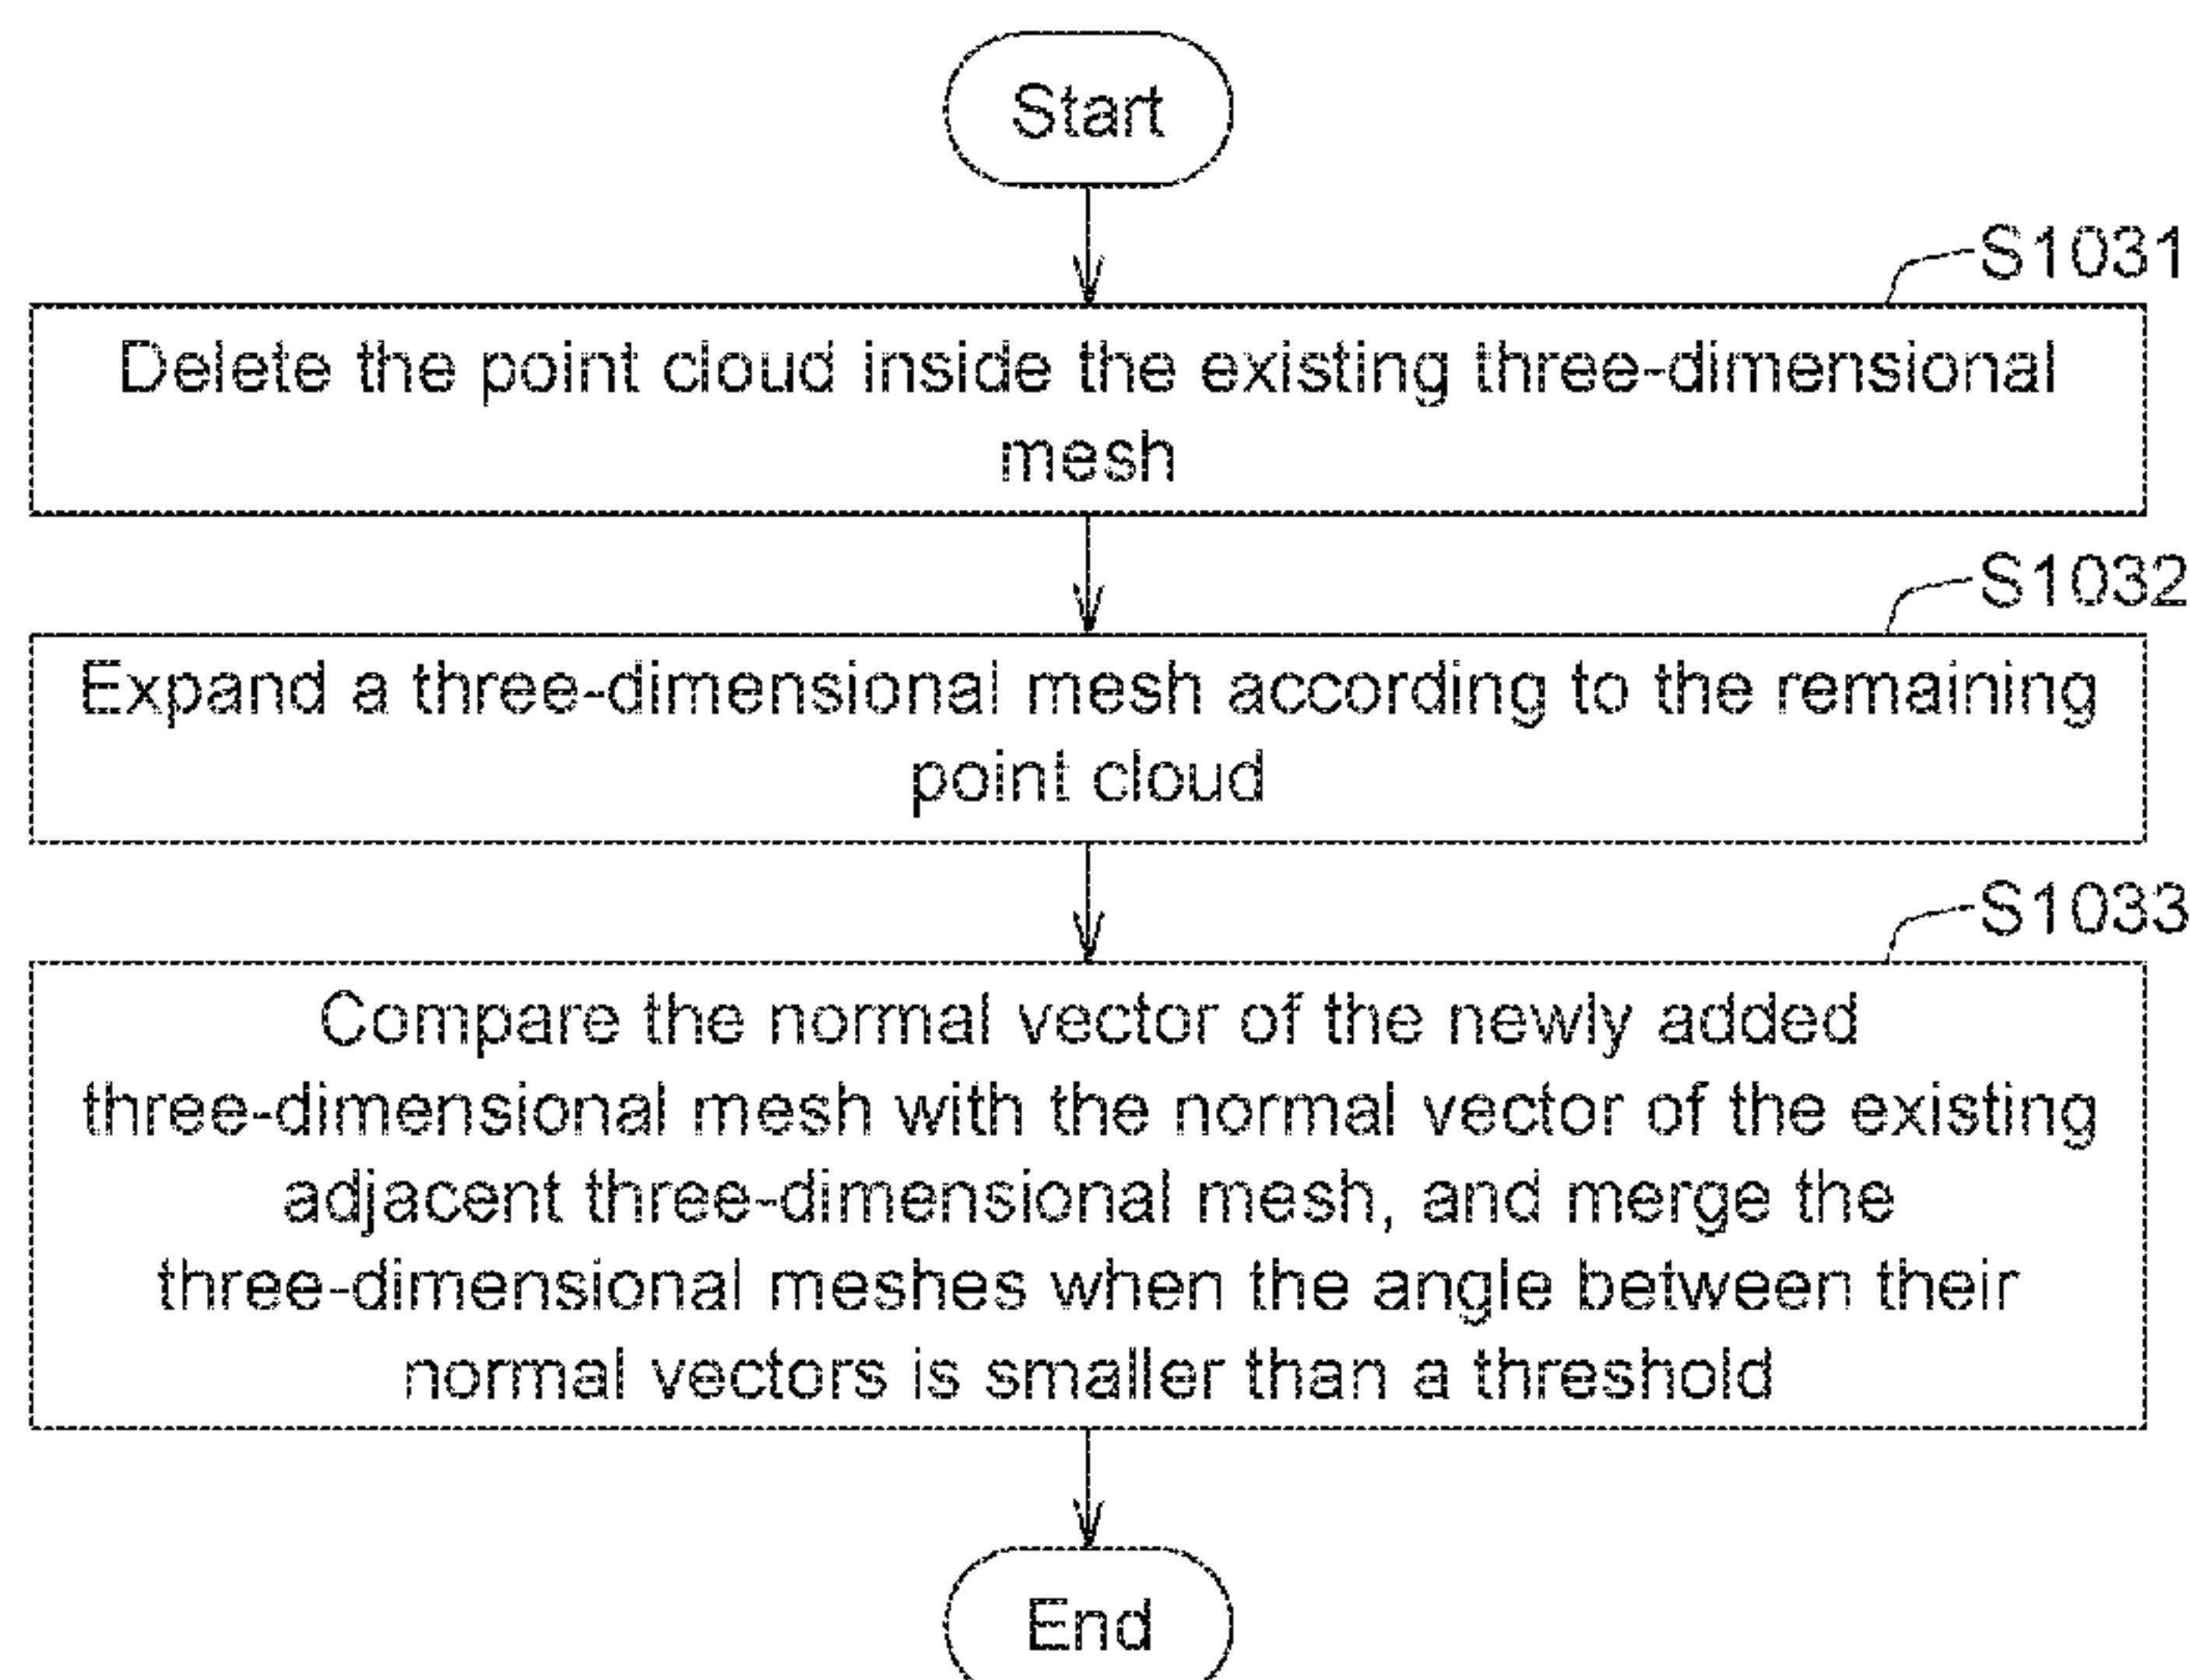 Start
S1031
Delete the point cloud inside the existing three-dimensional
mesh
S1032
Expand a three-dimensional mesh according to the remaining
point cloud
S1033
Compare the normal vector of the newly added
three-dimensional mesh with the normal vector of the existing
adjacent three-dimensional mesh, and merge the
three-dimensional meshes when the angle between their
normal vectors is smaller than a threshold
End